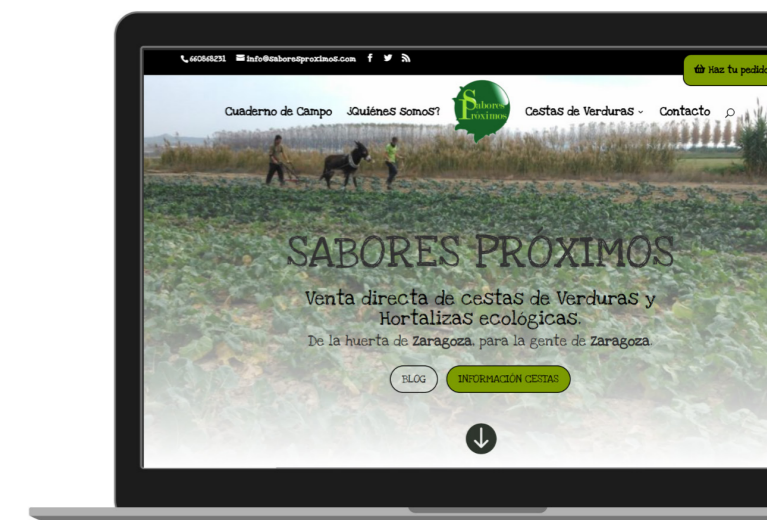 660868231 info@saboresproximos.com
Haz tu pedido
Cuaderno de Campo ¿Quiénes somos? Sabores Próximos Cestas de Verduras Contacto
SABORES PRÓXIMOS
Venta directa de cestas de Verduras y
Hortalizas ecológicas.
De la huerta de Zaragoza, para la gente de Zaragoza.
BLOG INFORMACIÓN CESTAS